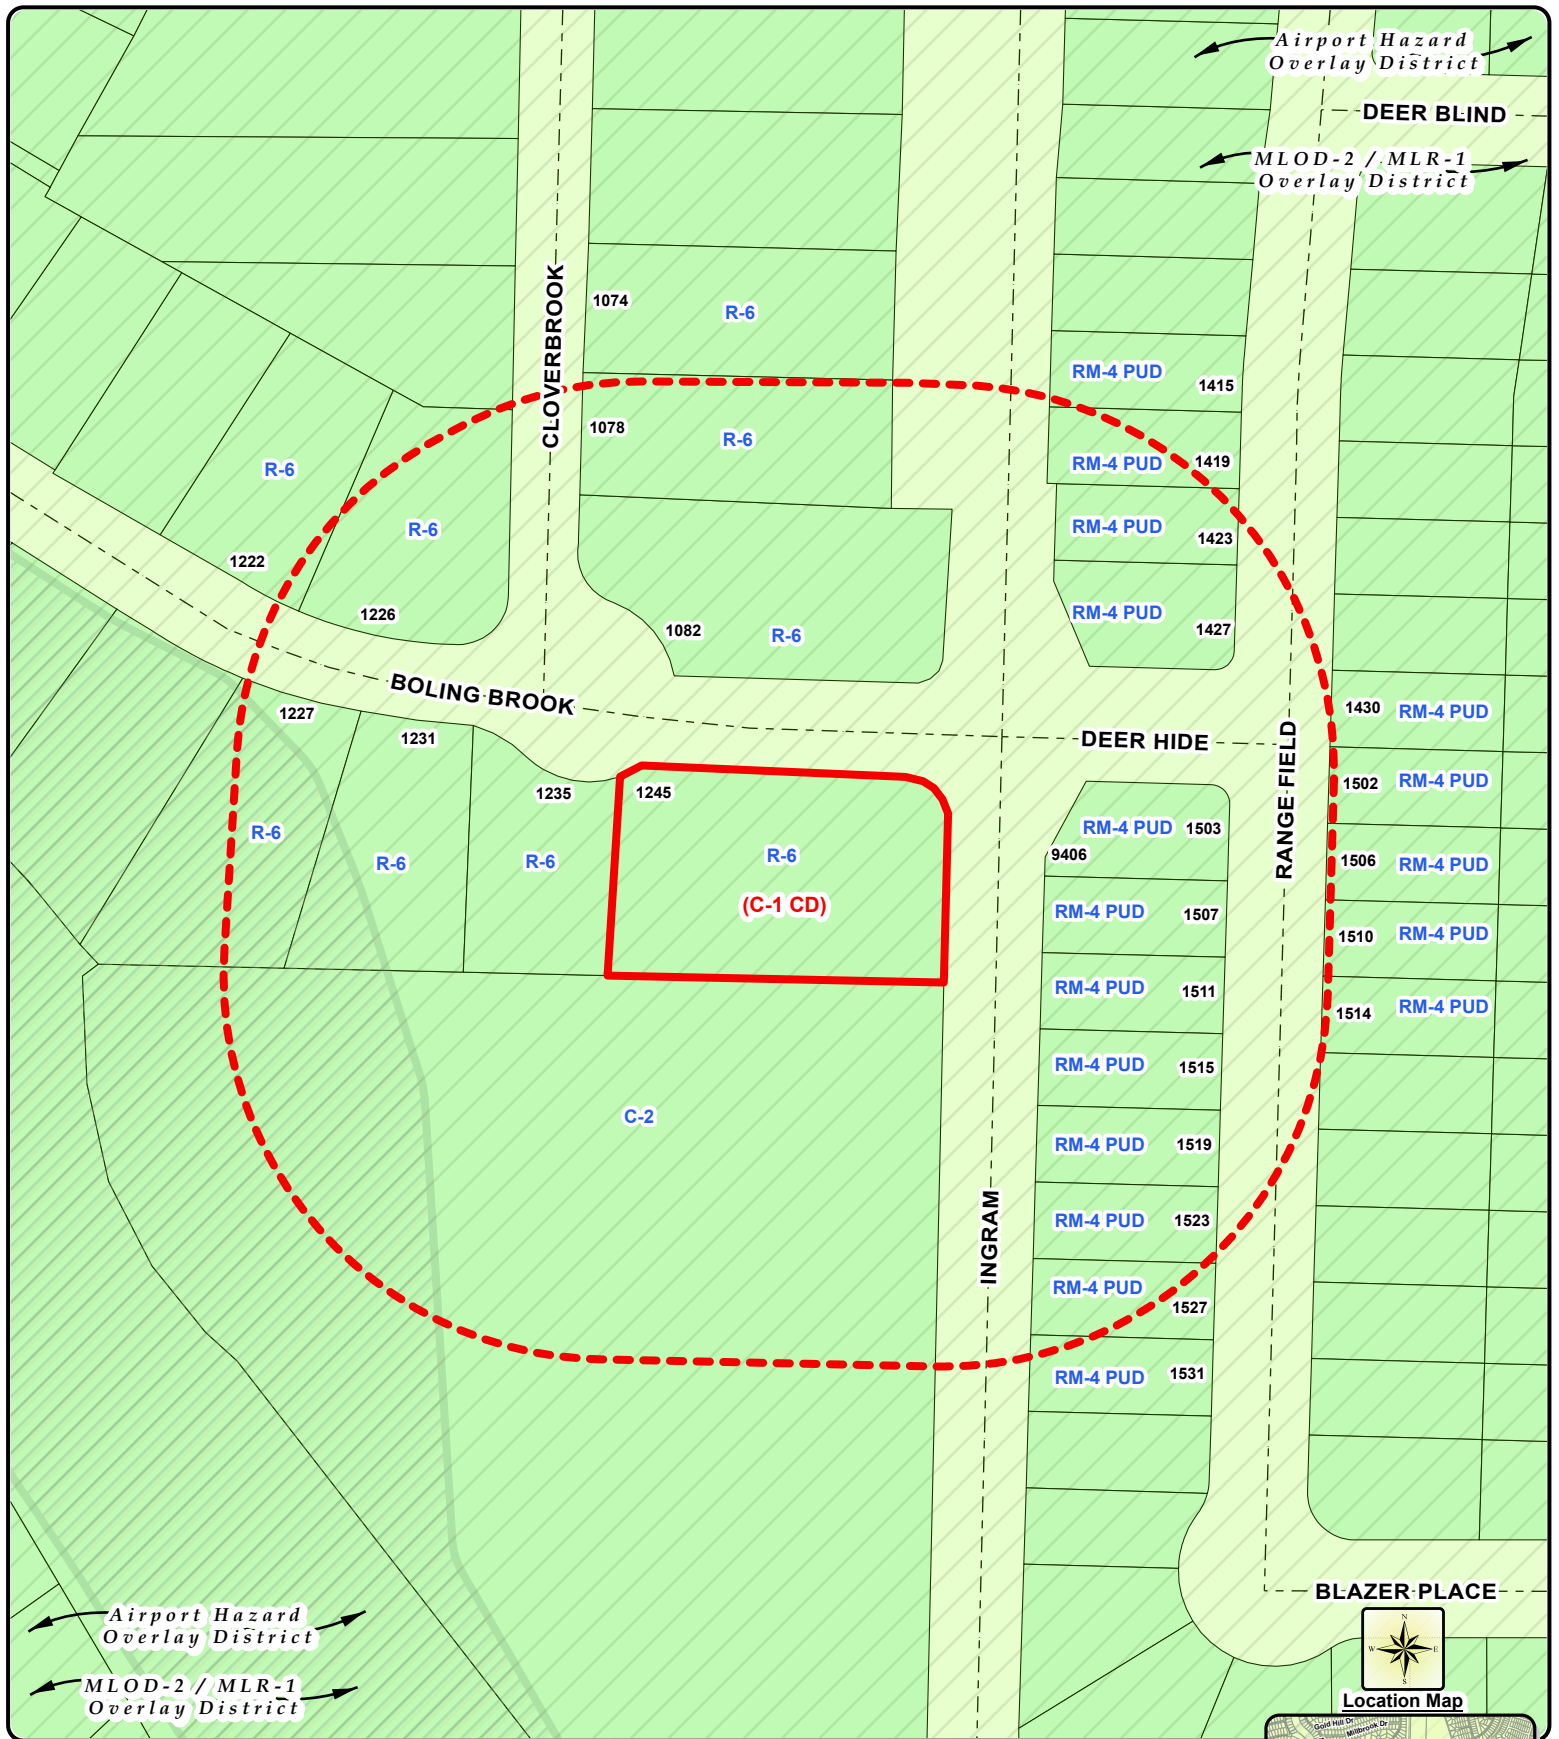 Airport Hazard
Overlay District
DEER BLIND
MLOD-2 / MLR-1
Overlay District
CLOVERBROOK
1074
R-6
RM-4 PUD
1415
1078
R-6
RM-4 PUD
1419
R-6
R-6
RM-4 PUD
1423
1222
1226
1082
R-6
RM-4 PUD
1427
BOLING BROOK
1227
1231
DEER HIDE
RANGE FIELD
1430
RM-4 PUD
1235
1245
1502
RM-4 PUD
R-6
R-6
R-6
R-6
(C-1 CD)
RM-4 PUD
1503
9406
1506
RM-4 PUD
RM-4 PUD
1507
1510
RM-4 PUD
RM-4 PUD
1511
1514
RM-4 PUD
RM-4 PUD
1515
C-2
RM-4 PUD
1519
INGRAM
RM-4 PUD
1523
RM-4 PUD
1527
RM-4 PUD
1531
BLAZER PLACE
Airport Hazard
Overlay District
MLOD-2 / MLR-1
Overlay District
N
W
E
S
Location Map
Gold Hill Dr
Millbrook Dr